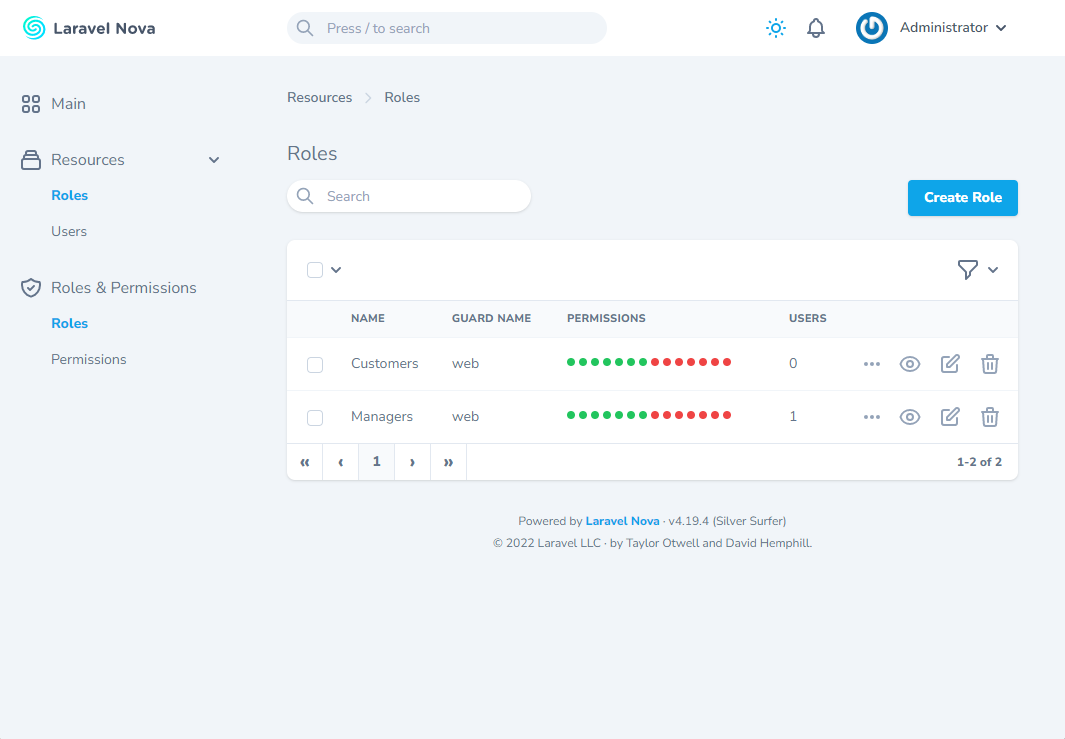 Laravel Nova
Press / to search
Administrator
Main
Resources
Roles
Users
Roles & Permissions
Roles
Permissions
Resources > Roles
Roles
Search
Create Role
NAME GUARD NAME PERMISSIONS USERS
Customers web 0
Managers web 1
« ‹ 1 › » 1-2 of 2
Powered by Laravel Nova · v4.19.4 (Silver Surfer)
© 2022 Laravel LLC · by Taylor Otwell and David Hemphill.